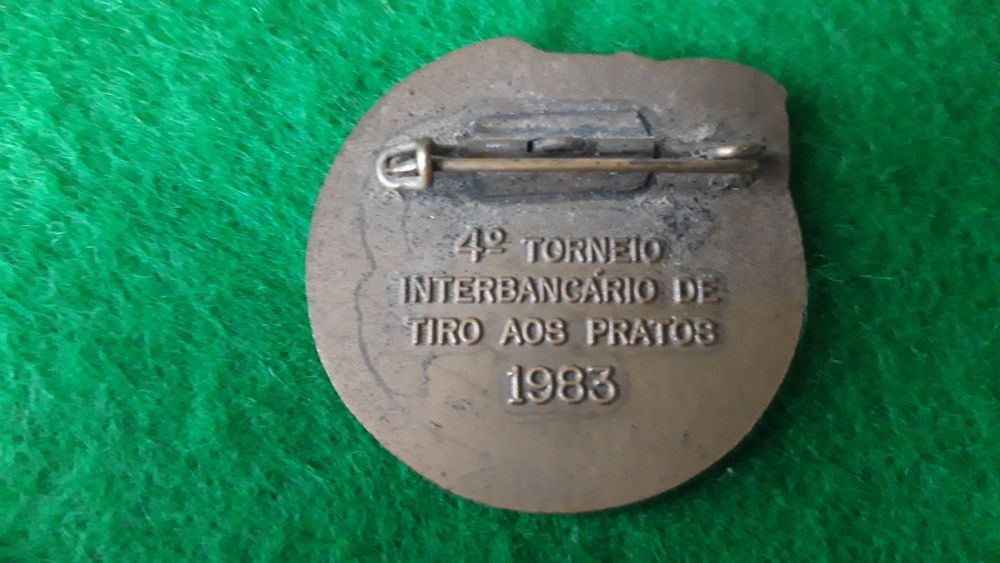 4º TORNEIO
INTERBANCÁRIO DE
TIRO AOS PRATOS
1983